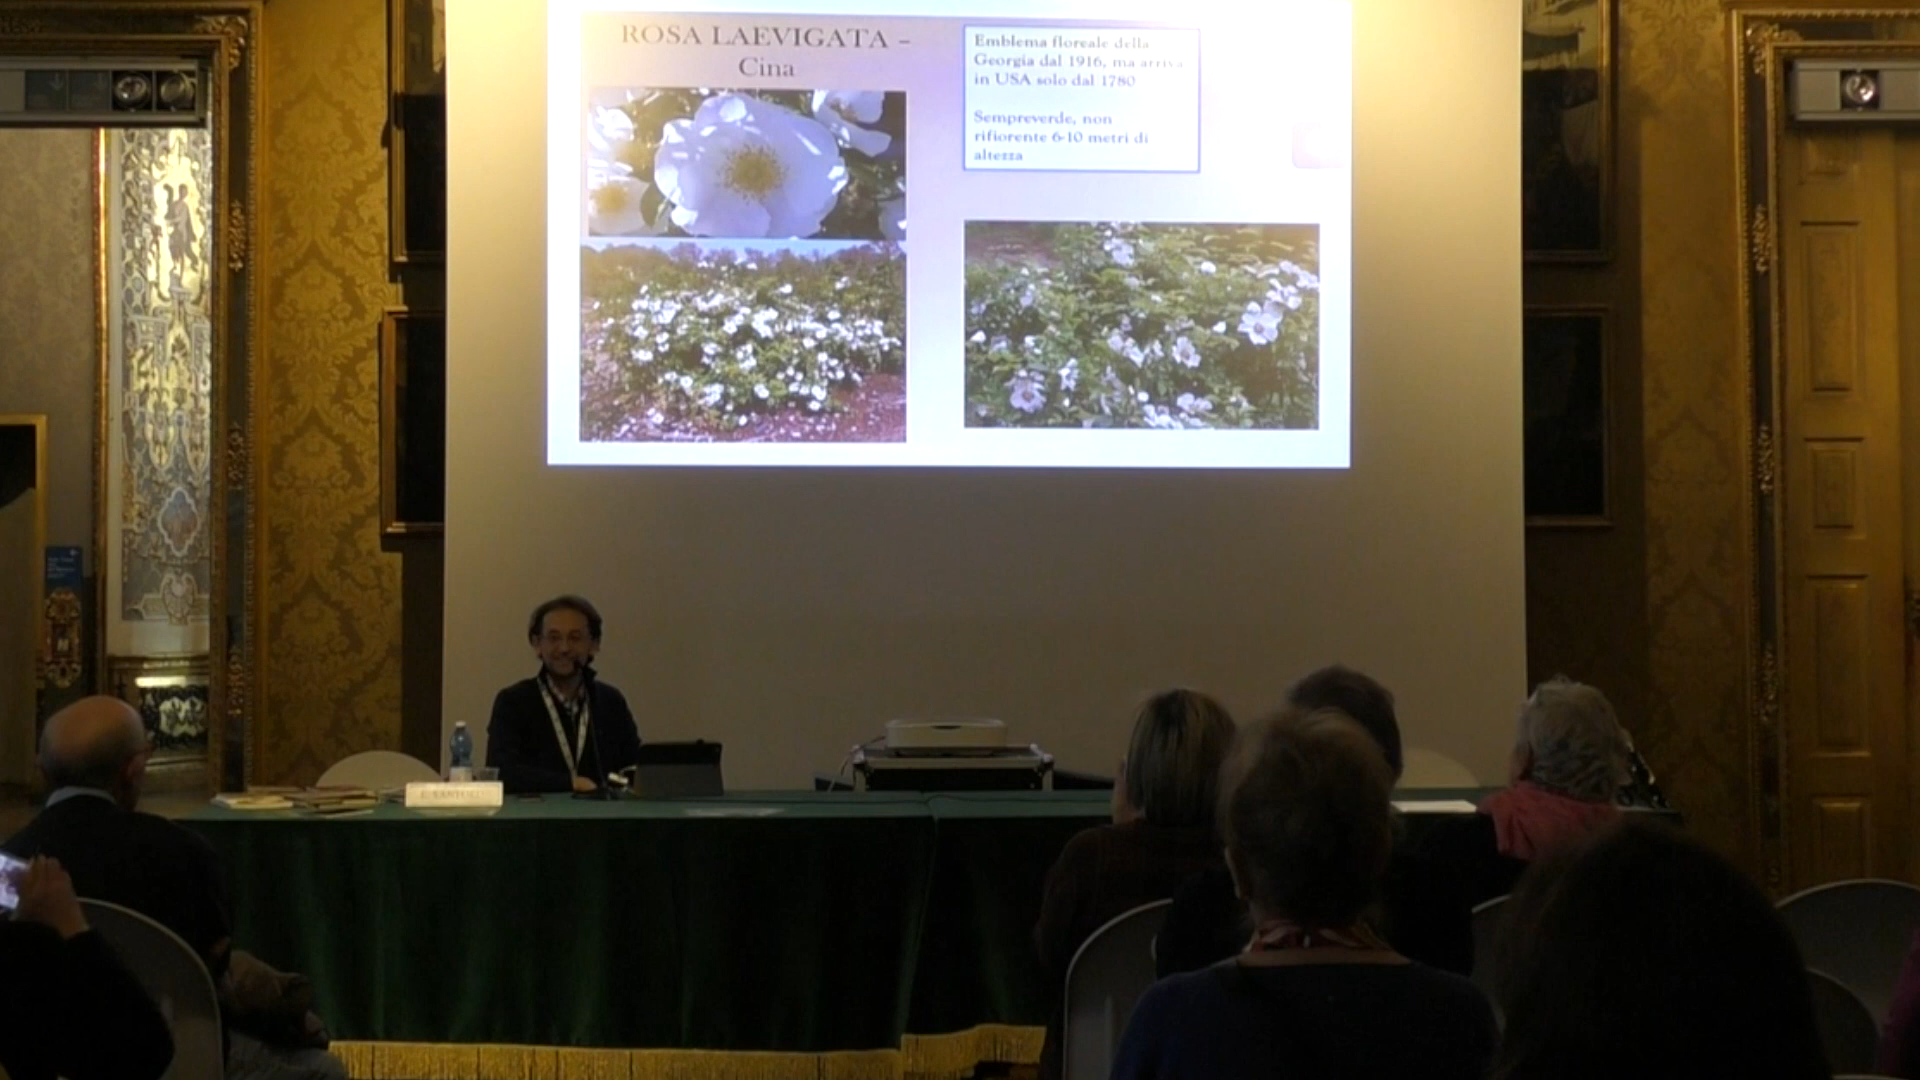 ROSA LAEVIGATA –
Cina
Emblema floreale della
Georgia dal 1916, ma arriva
in USA solo dal 1780
Sempreverde, non
rifiorente 6-10 metri di
altezza